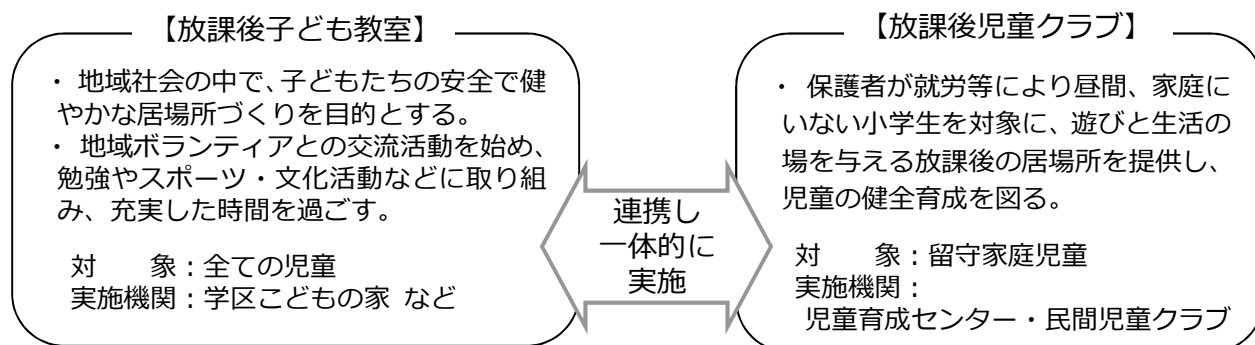 【放課後子ども教室】
・ 地域社会の中で、子どもたちの安全で健
やかな居場所づくりを目的とする。
・ 地域ボランティアとの交流活動を始め、
勉強やスポーツ・文化活動などに取り組
み、充実した時間を過ごす。
対　　象：全ての児童
実施機関：学区こどもの家 など
連携し
一体的に
実施
【放課後児童クラブ】
・ 保護者が就労等により昼間、家庭に
いない小学生を対象に、遊びと生活の
場を与える放課後の居場所を提供し、
児童の健全育成を図る。
対　　象：留守家庭児童
実施機関：
児童育成センター・民間児童クラブ